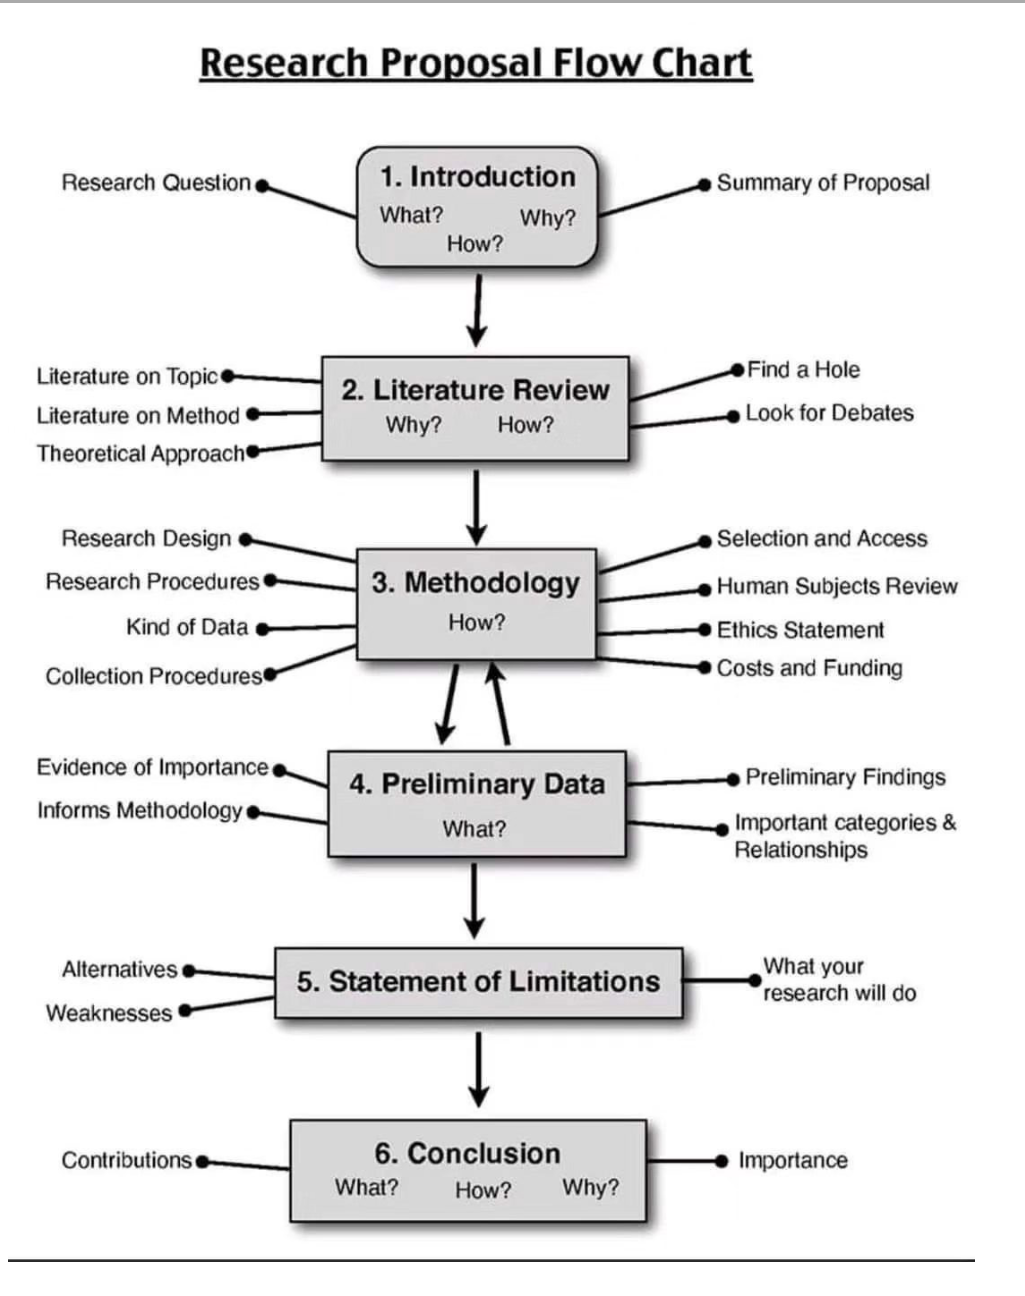 Research Proposal Flow Chart
Research Question
1. Introduction
What? Why?
How?
Summary of Proposal
Literature on Topic
Literature on Method
Theoretical Approach
2. Literature Review
Why? How?
Find a Hole
Look for Debates
Research Design
Research Procedures
Kind of Data
Collection Procedures
3. Methodology
How?
Selection and Access
Human Subjects Review
Ethics Statement
Costs and Funding
Evidence of Importance
Informs Methodology
4. Preliminary Data
What?
Preliminary Findings
Important categories &
Relationships
Alternatives
Weaknesses
5. Statement of Limitations
What your
research will do
Contributions
6. Conclusion
What? How? Why?
Importance